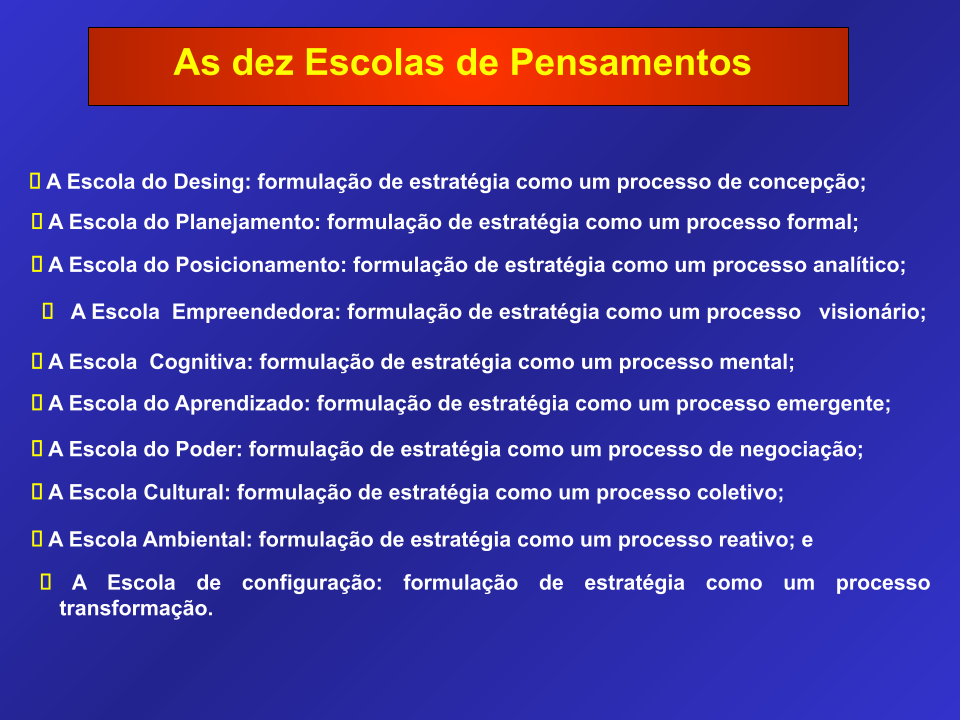 As dez Escolas de Pensamentos
A Escola do Desing: formulação de estratégia como um processo de concepção;
A Escola do Planejamento: formulação de estratégia como um processo formal;
A Escola do Posicionamento: formulação de estratégia como um processo analítico;
A Escola Empreendedora: formulação de estratégia como um processo visionário;
A Escola Cognitiva: formulação de estratégia como um processo mental;
A Escola do Aprendizado: formulação de estratégia como um processo emergente;
A Escola do Poder: formulação de estratégia como um processo de negociação;
A Escola Cultural: formulação de estratégia como um processo coletivo;
A Escola Ambiental: formulação de estratégia como um processo reativo; e
A Escola de configuração: formulação de estratégia como um processo
transformação.